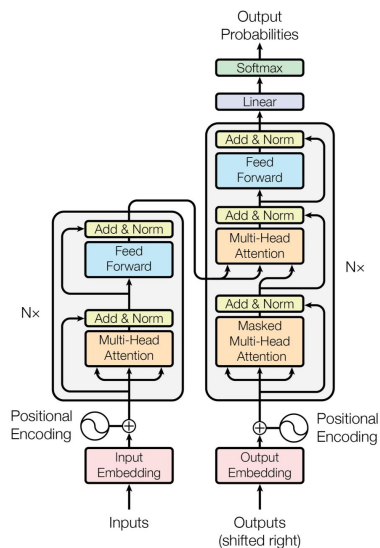 Output
Probabilities
Softmax
Linear
Add & Norm
Feed
Forward
Add & Norm
Multi-Head
Attention
Add & Norm
Masked
Multi-Head
Attention
Nx
Add & Norm
Feed
Forward
Add & Norm
Multi-Head
Attention
Nx
Positional
Encoding
Positional
Encoding
Input
Embedding
Output
Embedding
Inputs
Outputs
(shifted right)